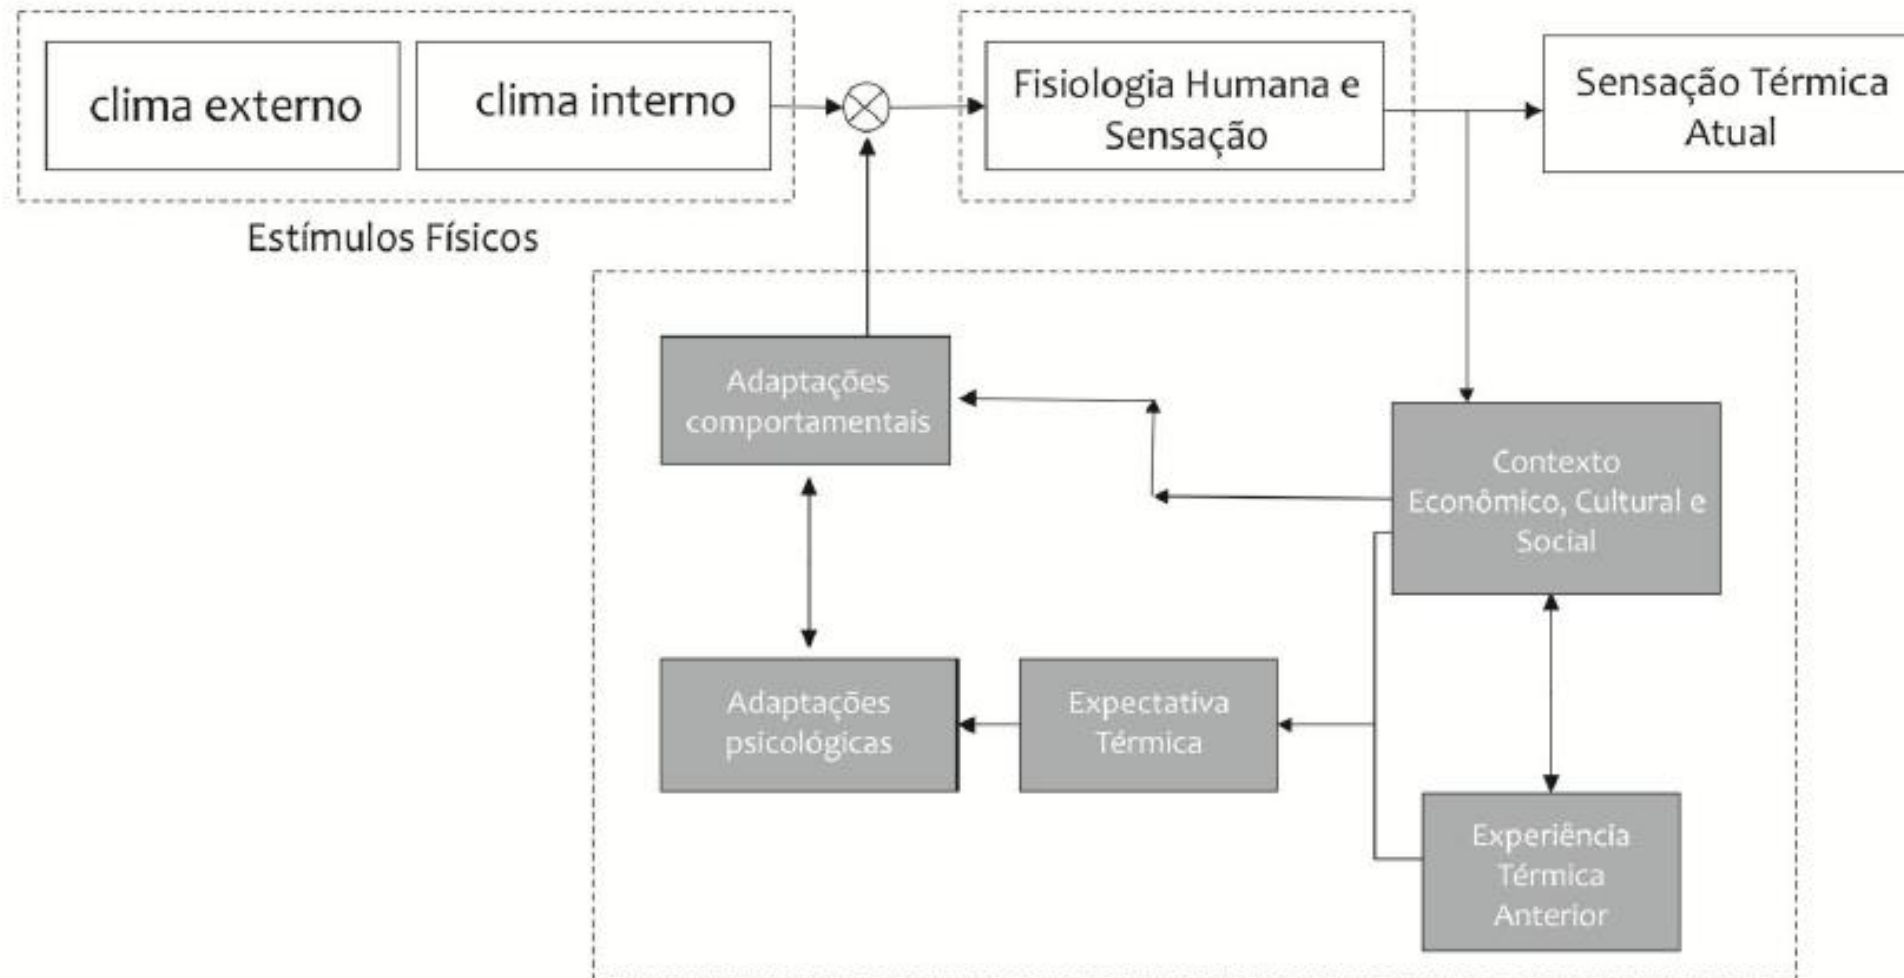 clima externo
clima interno
Fisiologia Humana e
Sensação
Sensação Térmica
Atual
Estímulos Físicos
Adaptações
comportamentais
Contexto
Econômico, Cultural e
Social
Adaptações
psicológicas
Expectativa
Térmica
Experiência
Térmica
Anterior